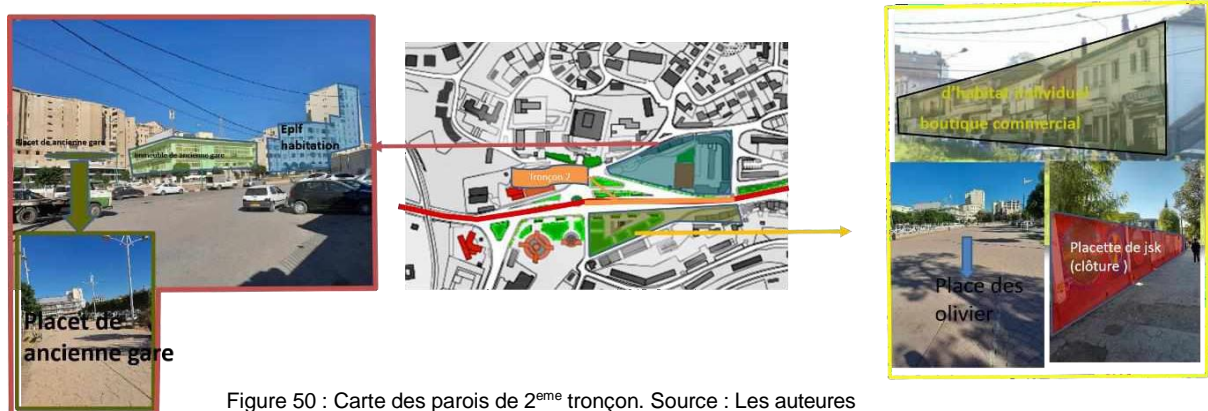 Placet de ancienne gare
immeuble de ancienne gare
Eplf
habitation
Placet de
ancienne gare
Tronçon 2
d'habitat individuel
boutique commercial
Place des
olivier
Placette de jsk
(clôture )
Figure 50 : Carte des parois de 2eme tronçon. Source : Les auteures